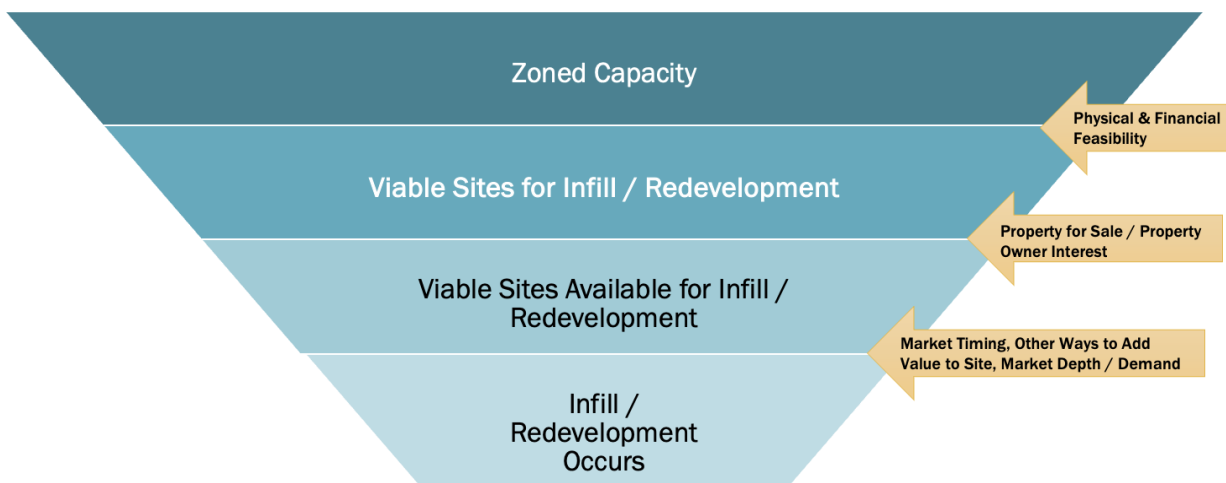 Zoned Capacity
Physical & Financial
Feasibility
Viable Sites for Infill / Redevelopment
Property for Sale / Property
Owner Interest
Viable Sites Available for Infill /
Redevelopment
Market Timing, Other Ways to Add
Value to Site, Market Depth / Demand
Infill /
Redevelopment
Occurs